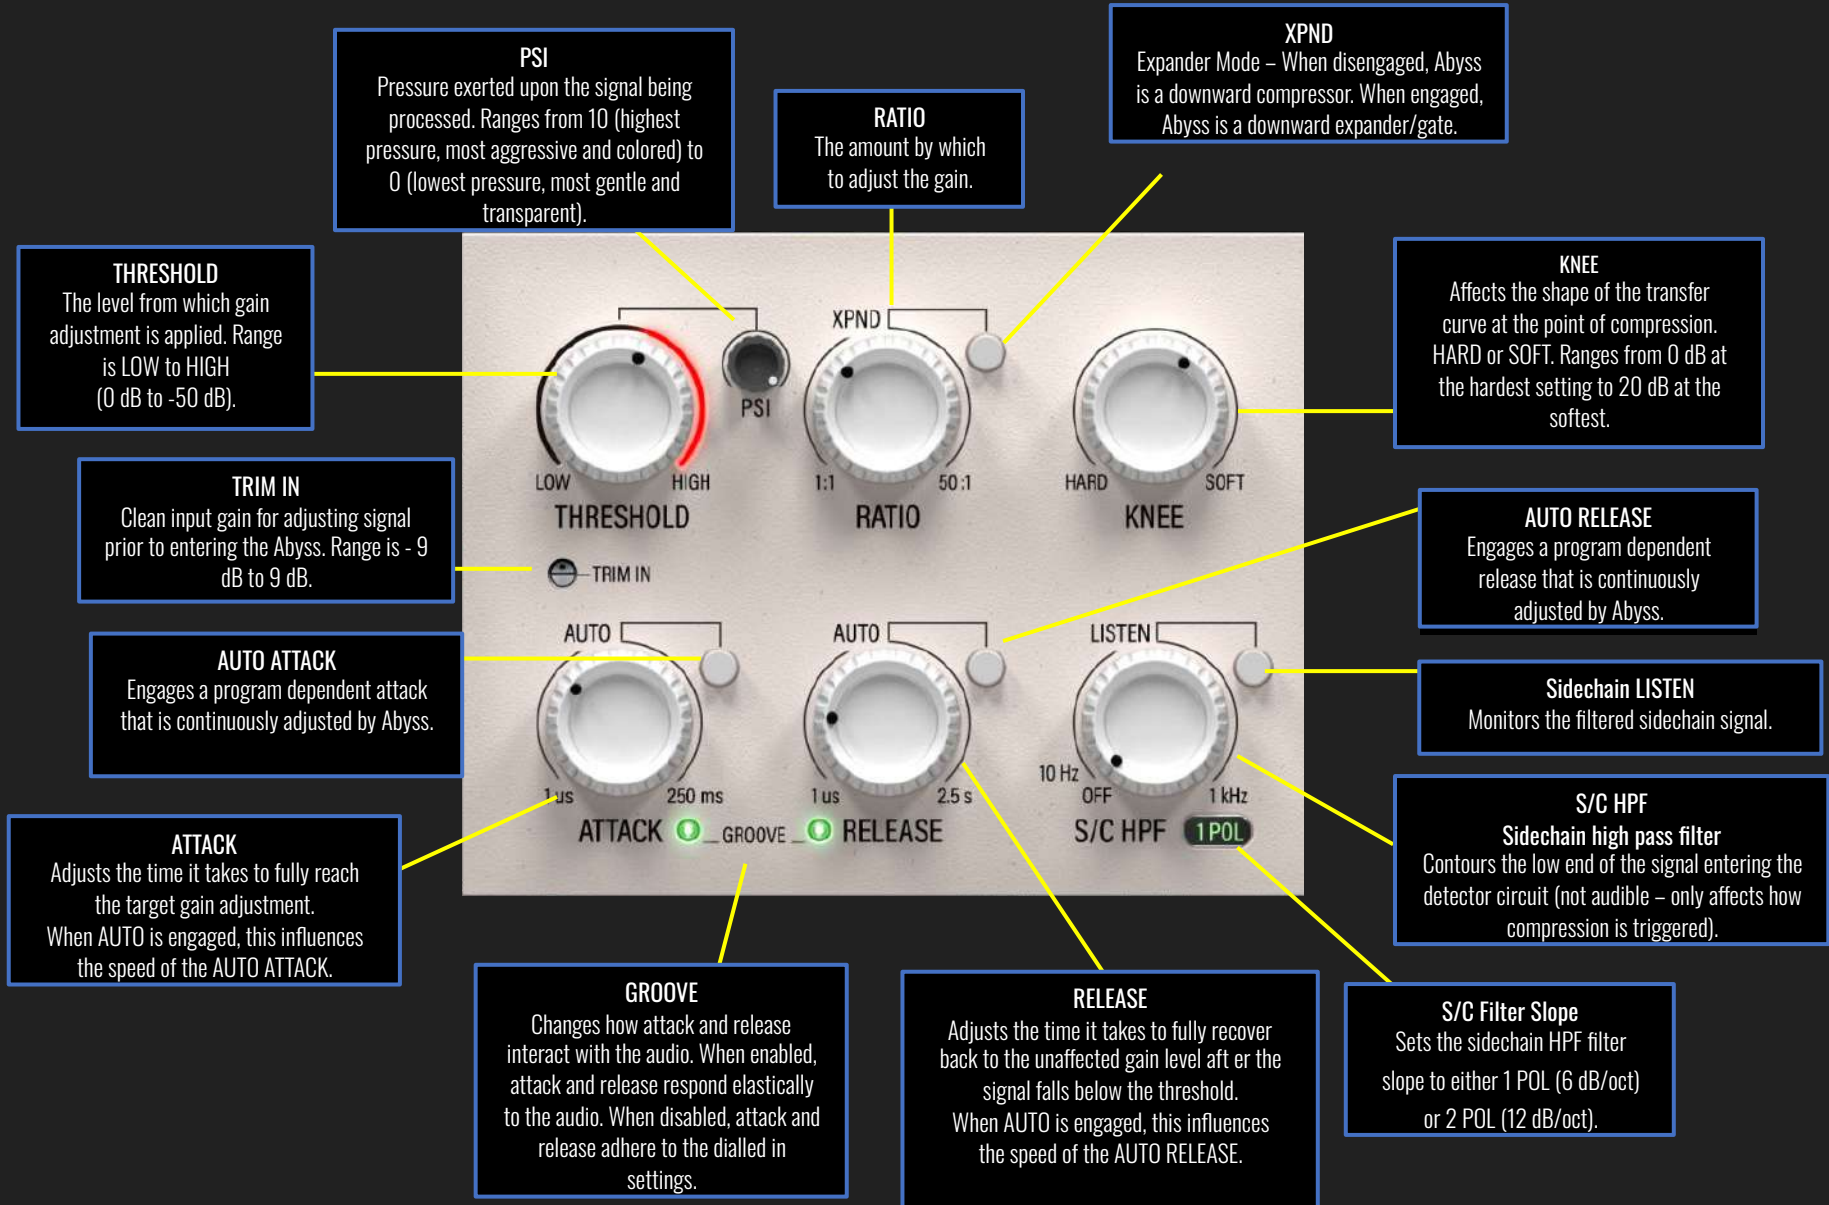 PSI
Pressure exerted upon the signal being
processed. Ranges from 10 (highest
pressure, most aggressive and colored) to
0 (lowest pressure, most gentle and
transparent).
RATIO
The amount by which
to adjust the gain.
XPND
Expander Mode – When disengaged, Abyss
is a downward compressor. When engaged,
Abyss is a downward expander/gate.
THRESHOLD
The level from which gain
adjustment is applied. Range
is LOW to HIGH
(0 dB to -50 dB).
KNEE
Affects the shape of the transfer
curve at the point of compression.
HARD or SOFT. Ranges from 0 dB at
the hardest setting to 20 dB at the
softest.
TRIM IN
Clean input gain for adjusting signal
prior to entering the Abyss. Range is - 9
dB to 9 dB.
AUTO RELEASE
Engages a program dependent
release that is continuously
adjusted by Abyss.
AUTO ATTACK
Engages a program dependent attack
that is continuously adjusted by Abyss.
Sidechain LISTEN
Monitors the filtered sidechain signal.
ATTACK
Adjusts the time it takes to fully reach
the target gain adjustment.
When AUTO is engaged, this influences
the speed of the AUTO ATTACK.
S/C HPF
Sidechain high pass filter
Contours the low end of the signal entering the
detector circuit (not audible – only affects how
compression is triggered).
GROOVE
Changes how attack and release
interact with the audio. When enabled,
attack and release respond elastically
to the audio. When disabled, attack and
release adhere to the dialled in
settings.
RELEASE
Adjusts the time it takes to fully recover
back to the unaffected gain level aft er the
signal falls below the threshold.
When AUTO is engaged, this influences
the speed of the AUTO RELEASE.
S/C Filter Slope
Sets the sidechain HPF filter
slope to either 1 POL (6 dB/oct)
or 2 POL (12 dB/oct).
XPND
PSI
LOW HIGH
THRESHOLD
1:1 50:1
RATIO
HARD SOFT
KNEE
TRIM IN
AUTO
AUTO
LISTEN
1 us 250 ms
ATTACK
GROOVE
1 us 2.5 s
RELEASE
10 Hz
OFF 1 kHz
S/C HPF 1 POL